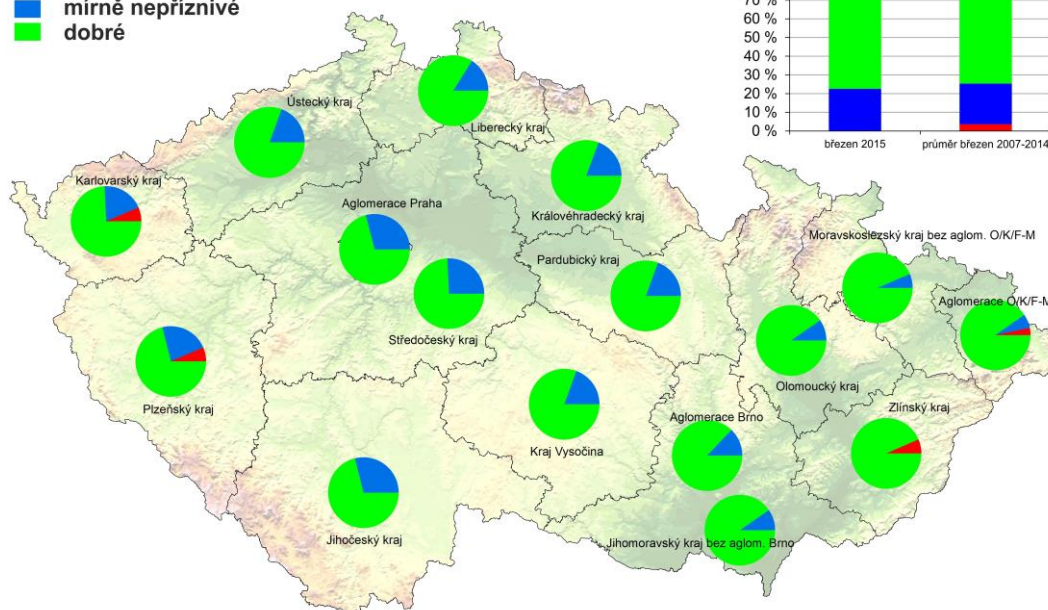 mírně nepříznivé
dobré
70 %
60 %
50 %
40 %
30 %
20 %
10 %
0 %
březen 2015
průměr březen 2007-2014
Ústecký kraj
Liberecký kraj
Karlovarský kraj
Aglomerace Praha
Královéhradecký kraj
Moravskoslezský kraj bez aglom. O/K/F-M
Pardubický kraj
Aglomerace O/K/F-M
Středočeský kraj
Olomoucký kraj
Plzeňský kraj
Zlínský kraj
Aglomerace Brno
Kraj Vysočina
Jihočeský kraj
Jihomoravský kraj bez aglom. Brno